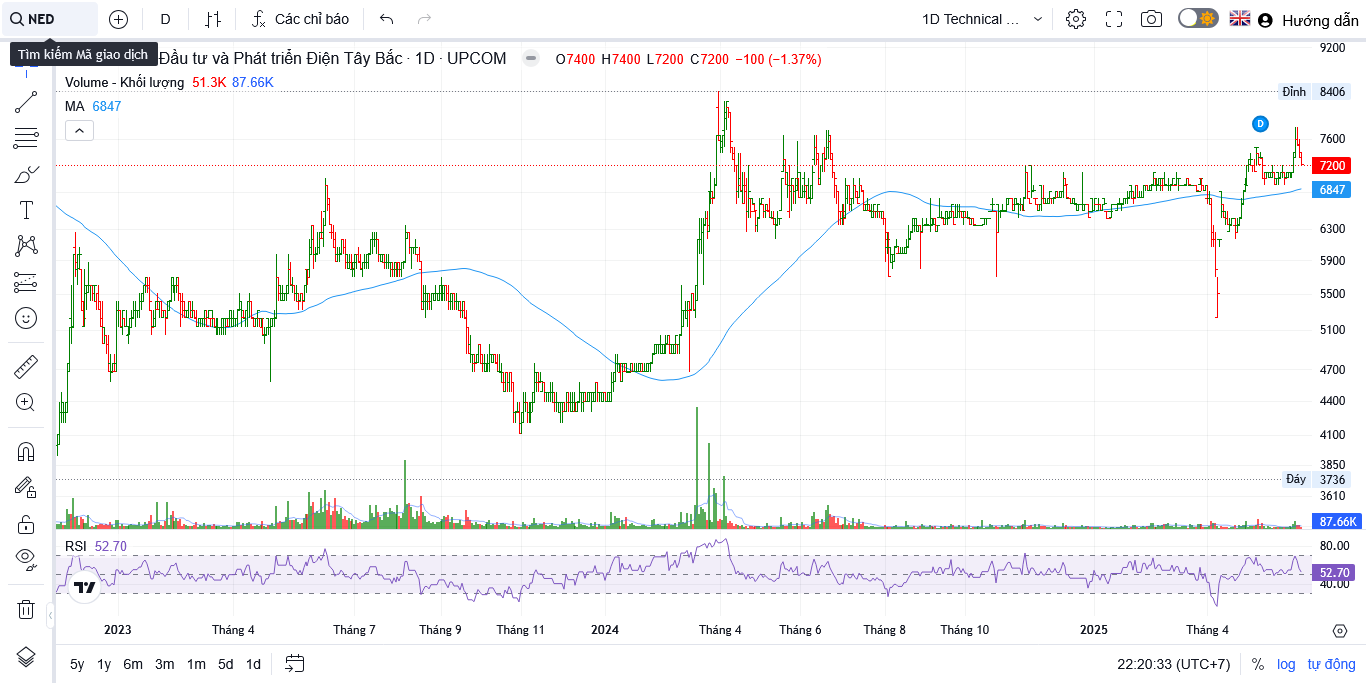 NED D Các chỉ báo 1D Technical ... Hướng dẫn
Tìm kiếm Mã giao dịch Đầu tư và Phát triển Điện Tây Bắc · 1D · UPCOM O7400 H7400 L7200 C7200 −100 (−1.37%)
Volume - Khối lượng 51.3K 87.66K
MA 6847
9200
Đỉnh 8406
D
7600
7200
6847
6300
5900
5500
5100
4700
4400
4100
3850
Đáy 3736
3610
87.66K
RSI 52.70
80.00
52.70
40.00
2023 Tháng 4 Tháng 7 Tháng 9 Tháng 11 2024 Tháng 4 Tháng 6 Tháng 8 Tháng 10 2025 Tháng 4
5y 1y 6m 3m 1m 5d 1d 22:20:33 (UTC+7) % log tự động